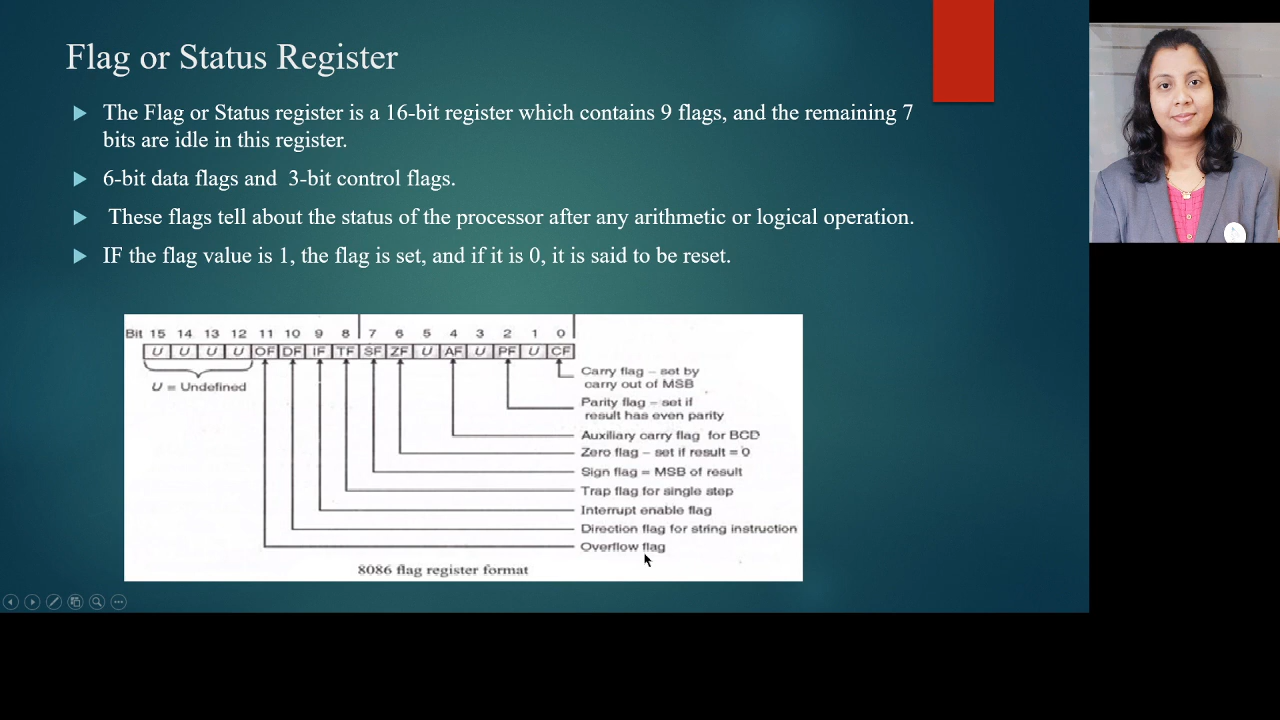 Flag or Status Register
The Flag or Status register is a 16-bit register which contains 9 flags, and the remaining 7
bits are idle in this register.
6-bit data flags and 3-bit control flags.
These flags tell about the status of the processor after any arithmetic or logical operation.
IF the flag value is 1, the flag is set, and if it is 0, it is said to be reset.
Bit 15 14 13 12 11 10 9 8 7 6 5 4 3 2 1 0
U U U U OF DF IF TF SF ZF U AF U PF U CF
U = Undefined
Carry flag – set by
carry out of MSB
Parity flag – set if
result has even parity
Auxiliary carry flag for BCD
Zero flag – set if result = 0
Sign flag = MSB of result
Trap flag for single step
Interrupt enable flag
Direction flag for string instruction
Overflow flag
8086 flag register format